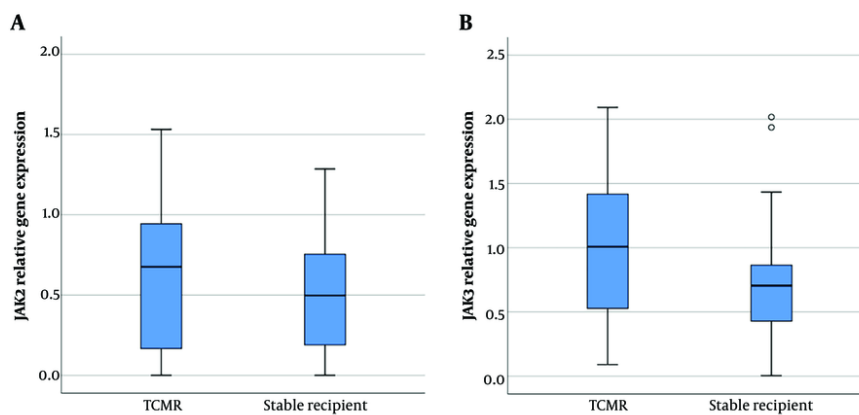 A
JAK2 relative gene expression
2.0
1.5
1.0
0.5
0.0
TCMR Stable recipient
B
JAK3 relative gene expression
2.5
2.0
1.5
1.0
0.5
0.0
TCMR Stable recipient